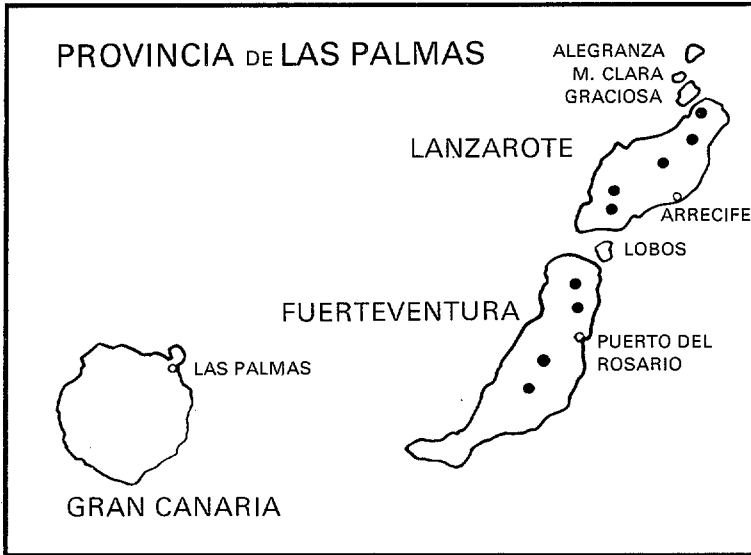 PROVINCIA DE LAS PALMAS
ALEGRANZA
M. CLARA
GRACIOSA
LANZAROTE
ARRECIFE
LOBOS
FUERTEVENTURA
PUERTO DEL
ROSARIO
LAS PALMAS
GRAN CANARIA